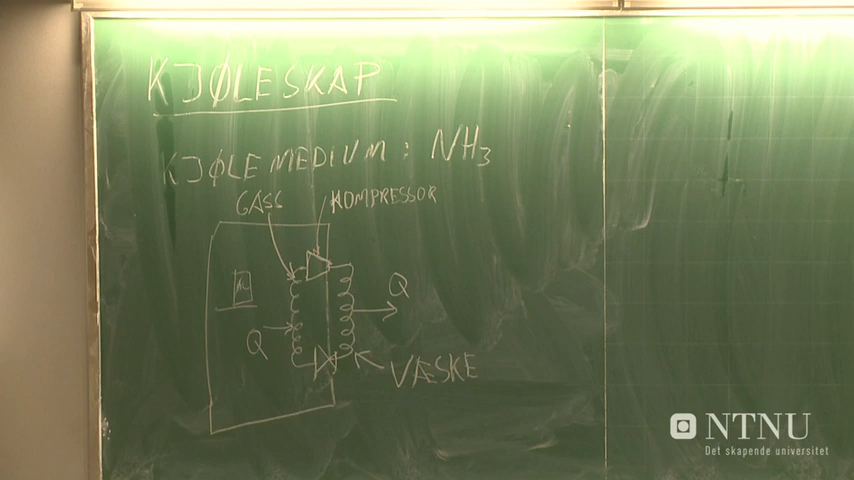 KJØLESKAP
KJØLEMEDIUM: NH3
GASS
KOMPRESSOR
Q
Q
VÆSKE
NTNU
Det skapende universitet